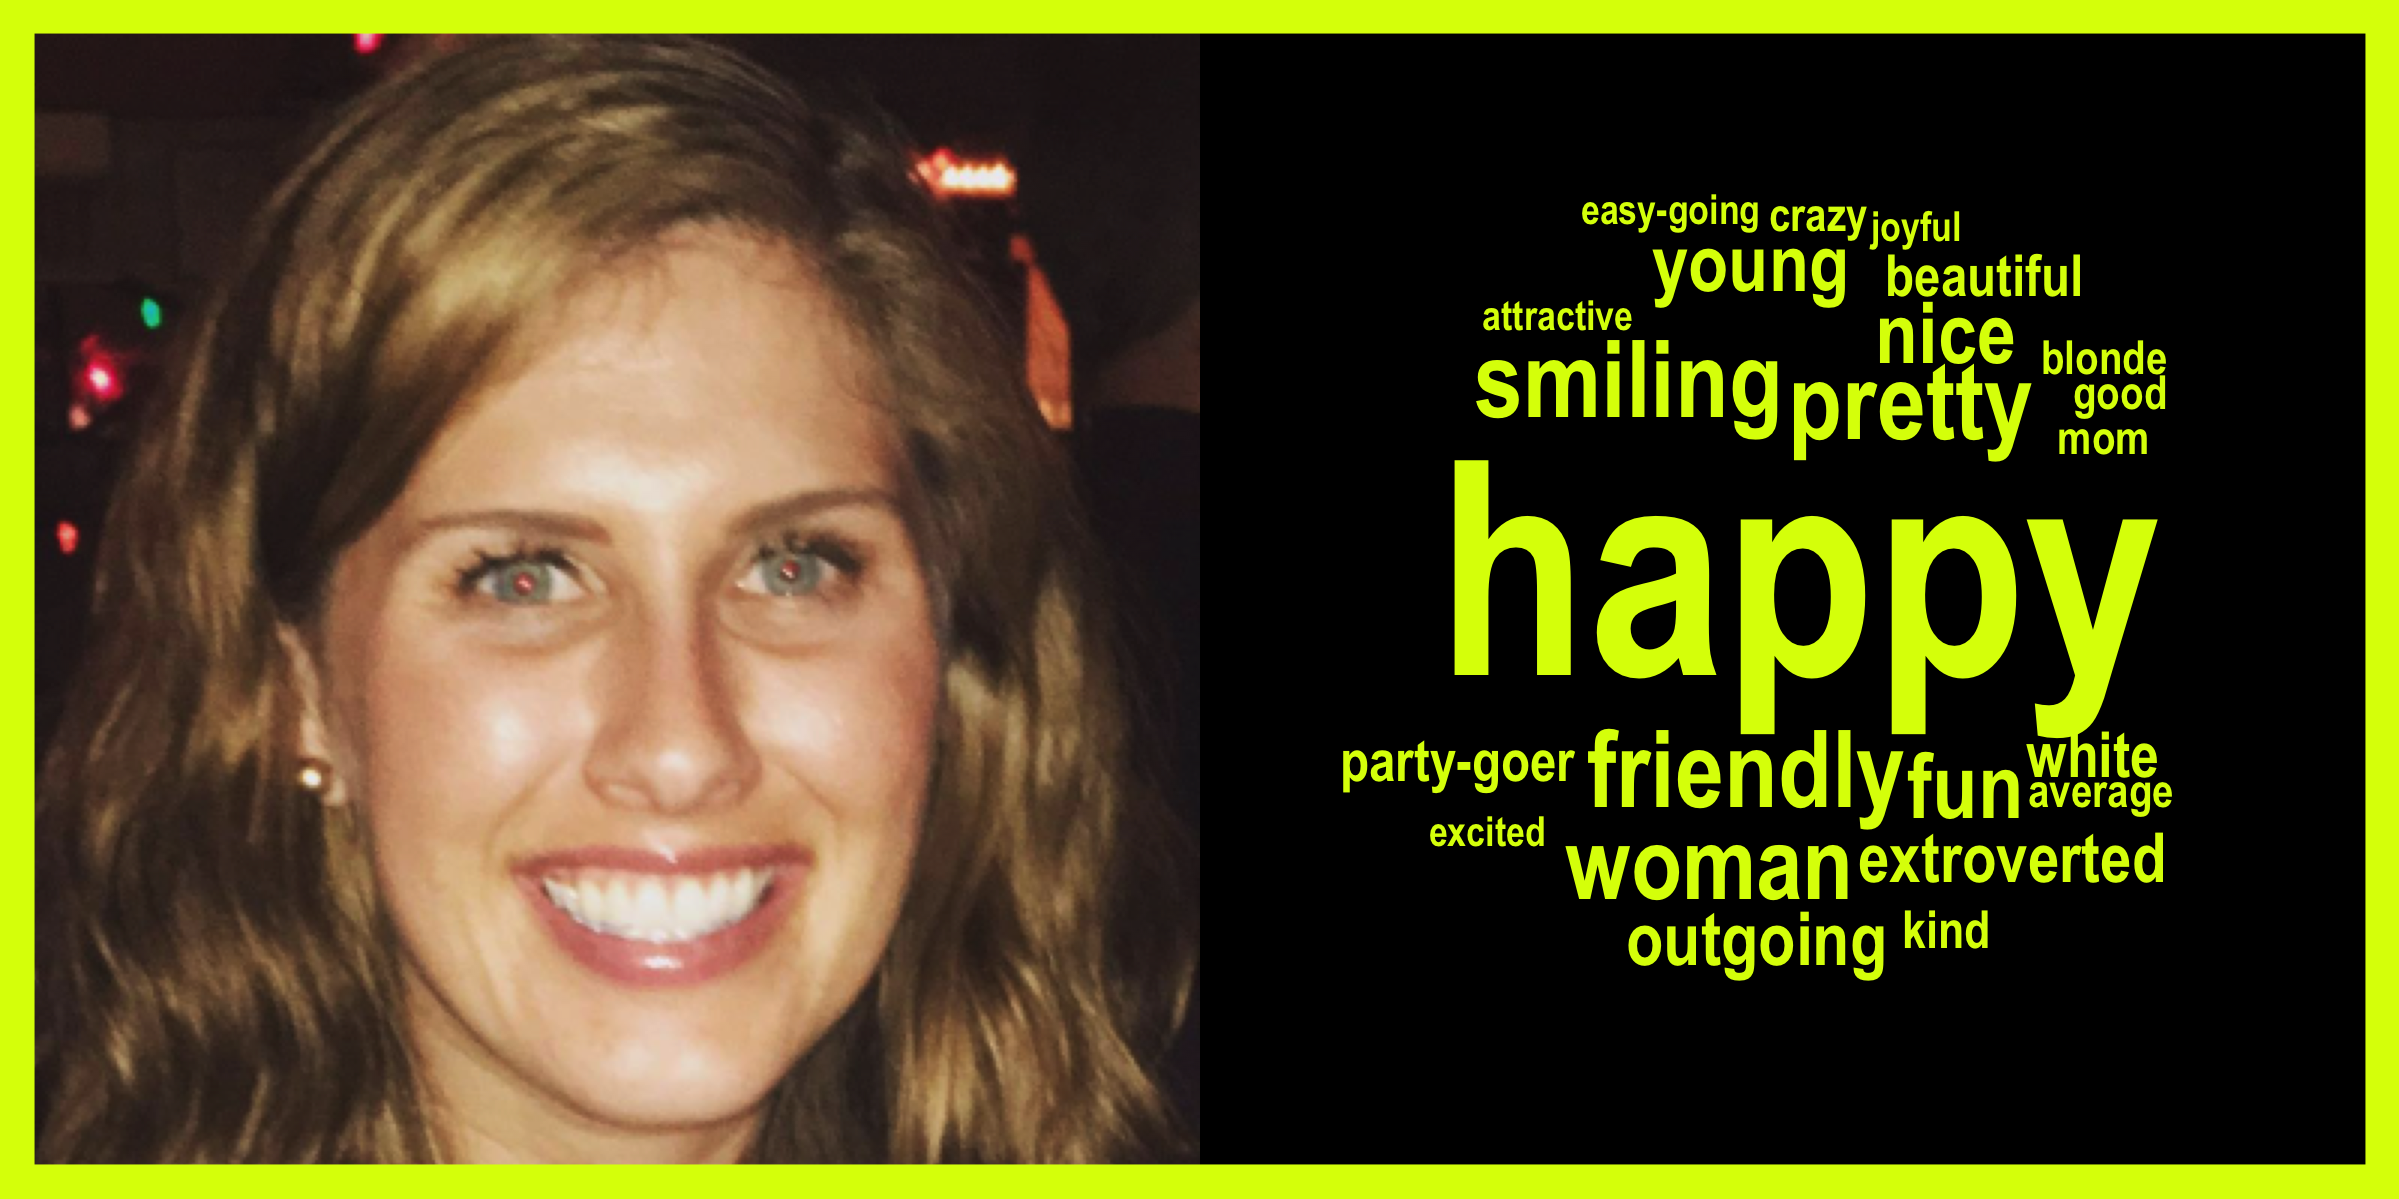 easy-going crazy joyful
young beautiful
attractive nice
smiling pretty blonde
good
mom
happy
party-goer friendly fun white
average
excited woman extroverted
outgoing kind